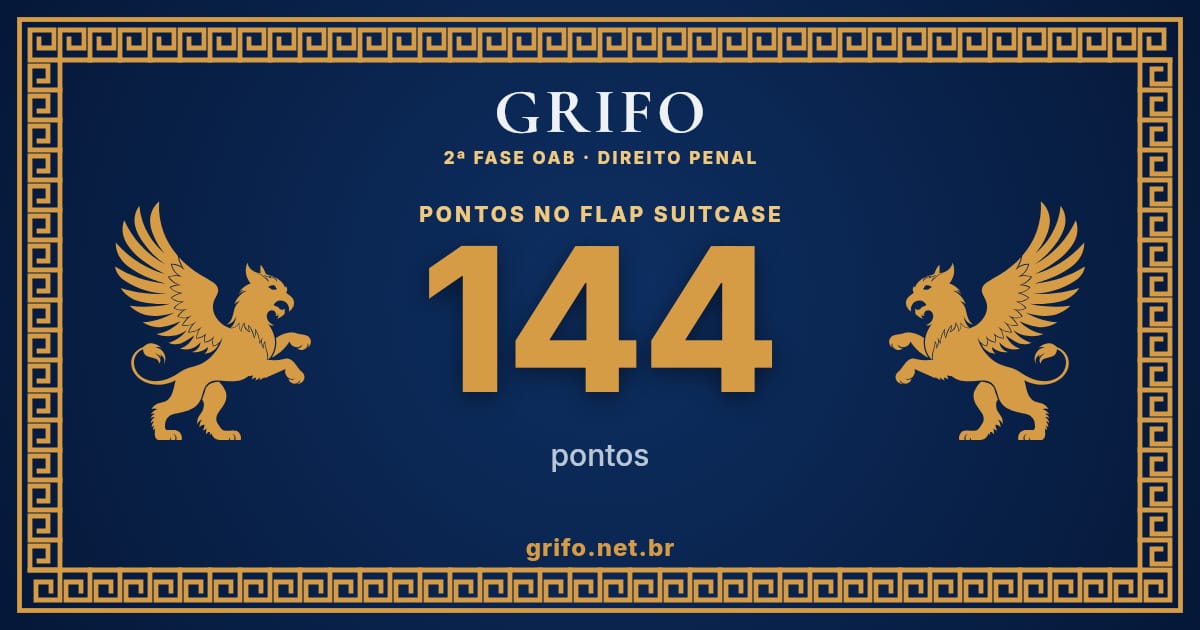 GRIFO
2ª FASE OAB · DIREITO PENAL
PONTOS NO FLAP SUITCASE
144
pontos
grifo.net.br